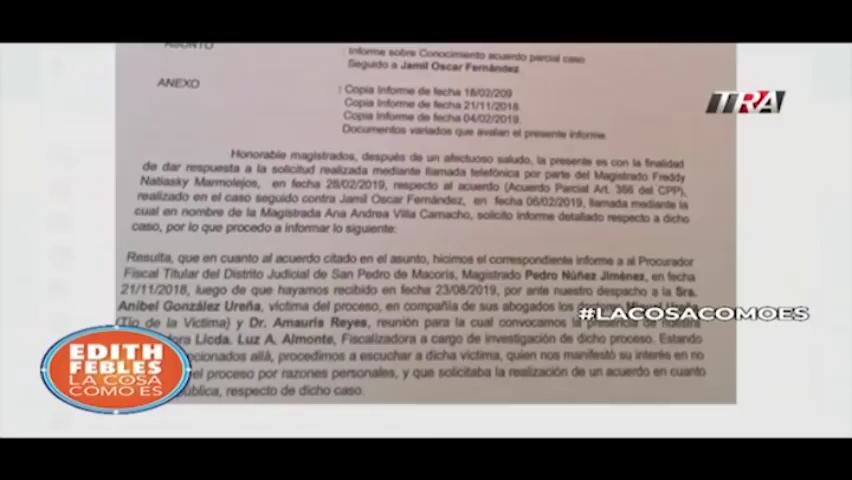 ASUNTO : Informe sobre Conocimiento acuerdo parcial caso
Seguido a Jamil Oscar Fernández
ANEXO : Copia Informe de fecha 18/02/209
Copia Informe de fecha 21/11/2018.
Copia Informe de fecha 04/02/2019.
Documentos variados que avalan el presente informe
TRA
Honorable magistrados, después de un afectuoso saludo, la presente es con la finalidad
de dar respuesta a la solicitud realizada mediante llamada telefónica por parte del Magistrado Freddy
Natiasky Marmolejos, en fecha 28/02/2019, respecto al acuerdo (Acuerdo Parcial Art. 366 del CPP),
realizado en el caso seguido contra Jamil Oscar Fernández, en fecha 06/02/2019, llamada mediante la
cual en nombre de la Magistrada Ana Andrea Villa Camacho, solicito informe detallado respecto a dicho
caso, por lo que procedo a informar lo siguiente:
Resulta, que en cuanto al acuerdo citado en el asunto, hicimos el correspondiente informe a al Procurador
Fiscal Titular del Distrito Judicial de San Pedro de Macorís, Magistrado Pedro Núñez Jiménez, en fecha
21/11/2018, luego de que hayamos recibido en fecha 23/08/2019, por ante nuestro despacho a la Sra.
Anibel González Ureña, víctima del proceso, en compañía de sus abogados los
(Tio de la Victima) y Dr. Amauris Reyes, reunión para la cual convocamos la presencia de nuestra
Licda. Luz A. Almonte, Fiscalizadora a cargo de investigación de dicho proceso. Estando
allá, procedimos a escuchar a dicha víctima, quien nos manifestó su interés en no
el proceso por razones personales, y que solicitaba la realización de un acuerdo en cuanto
respecto de dicho caso.
#LACOSACOMOES
EDITH
FEBLES
LA COSA
COMO ES